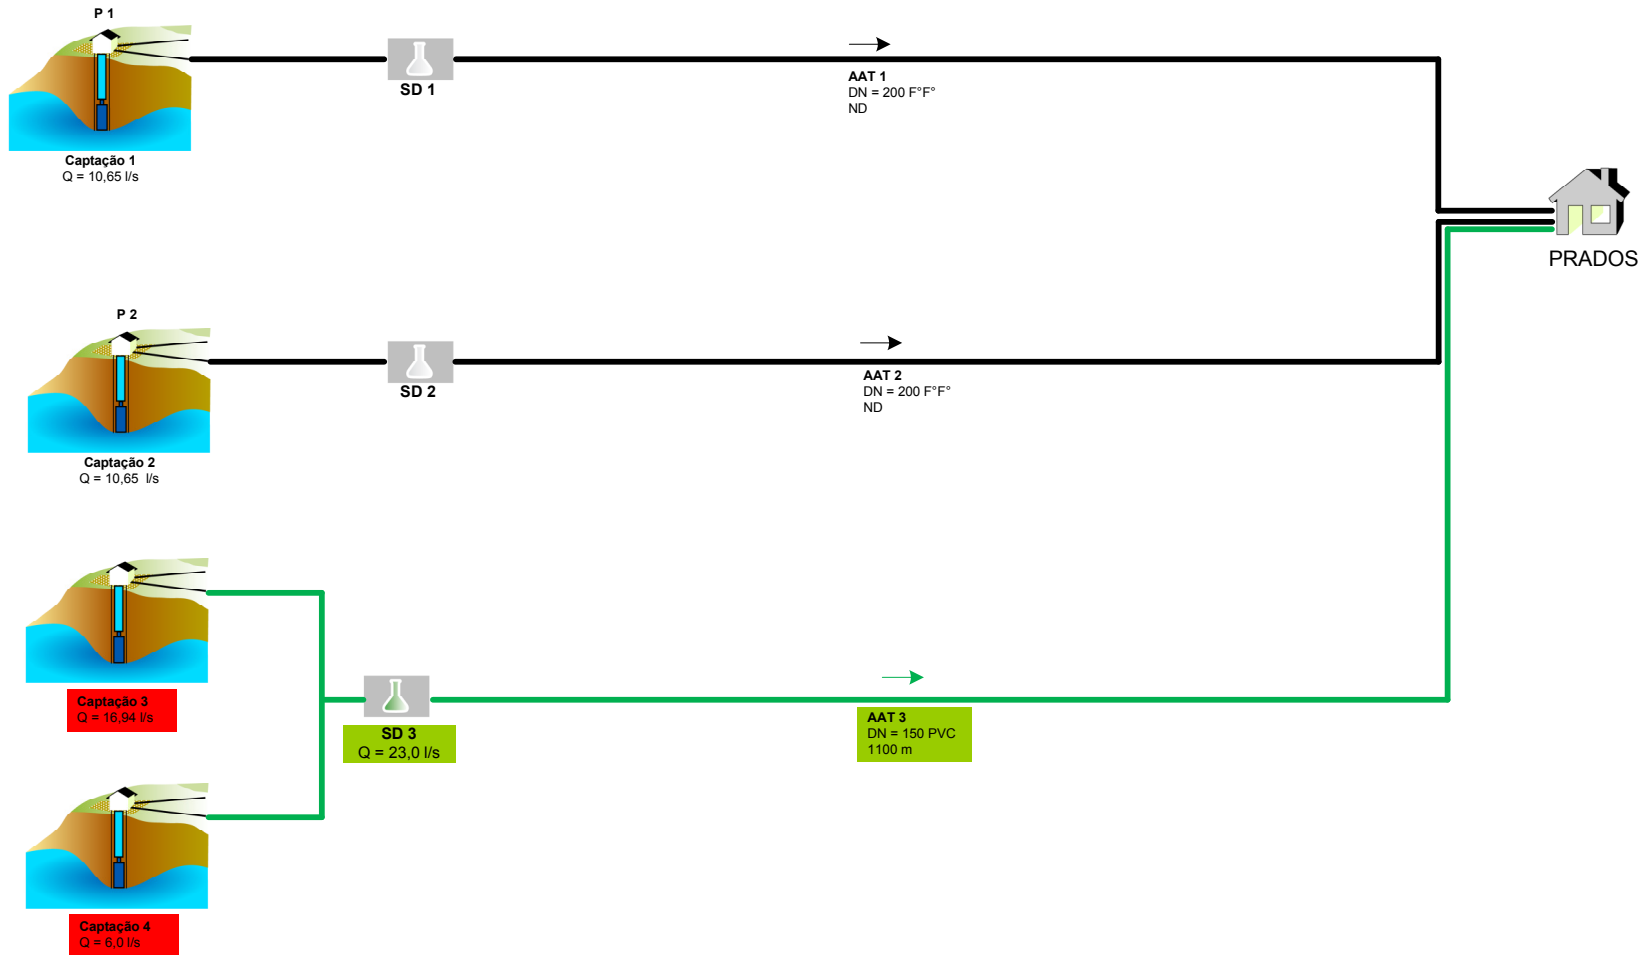 P 1
SD 1
AAT 1
DN = 200 F°F°
ND
Captação 1
Q = 10,65 l/s
PRADOS
P 2
SD 2
AAT 2
DN = 200 F°F°
ND
Captação 2
Q = 10,65 l/s
Captação 3
Q = 16,94 l/s
SD 3
Q = 23,0 l/s
AAT 3
DN = 150 PVC
1100 m
Captação 4
Q = 6,0 l/s